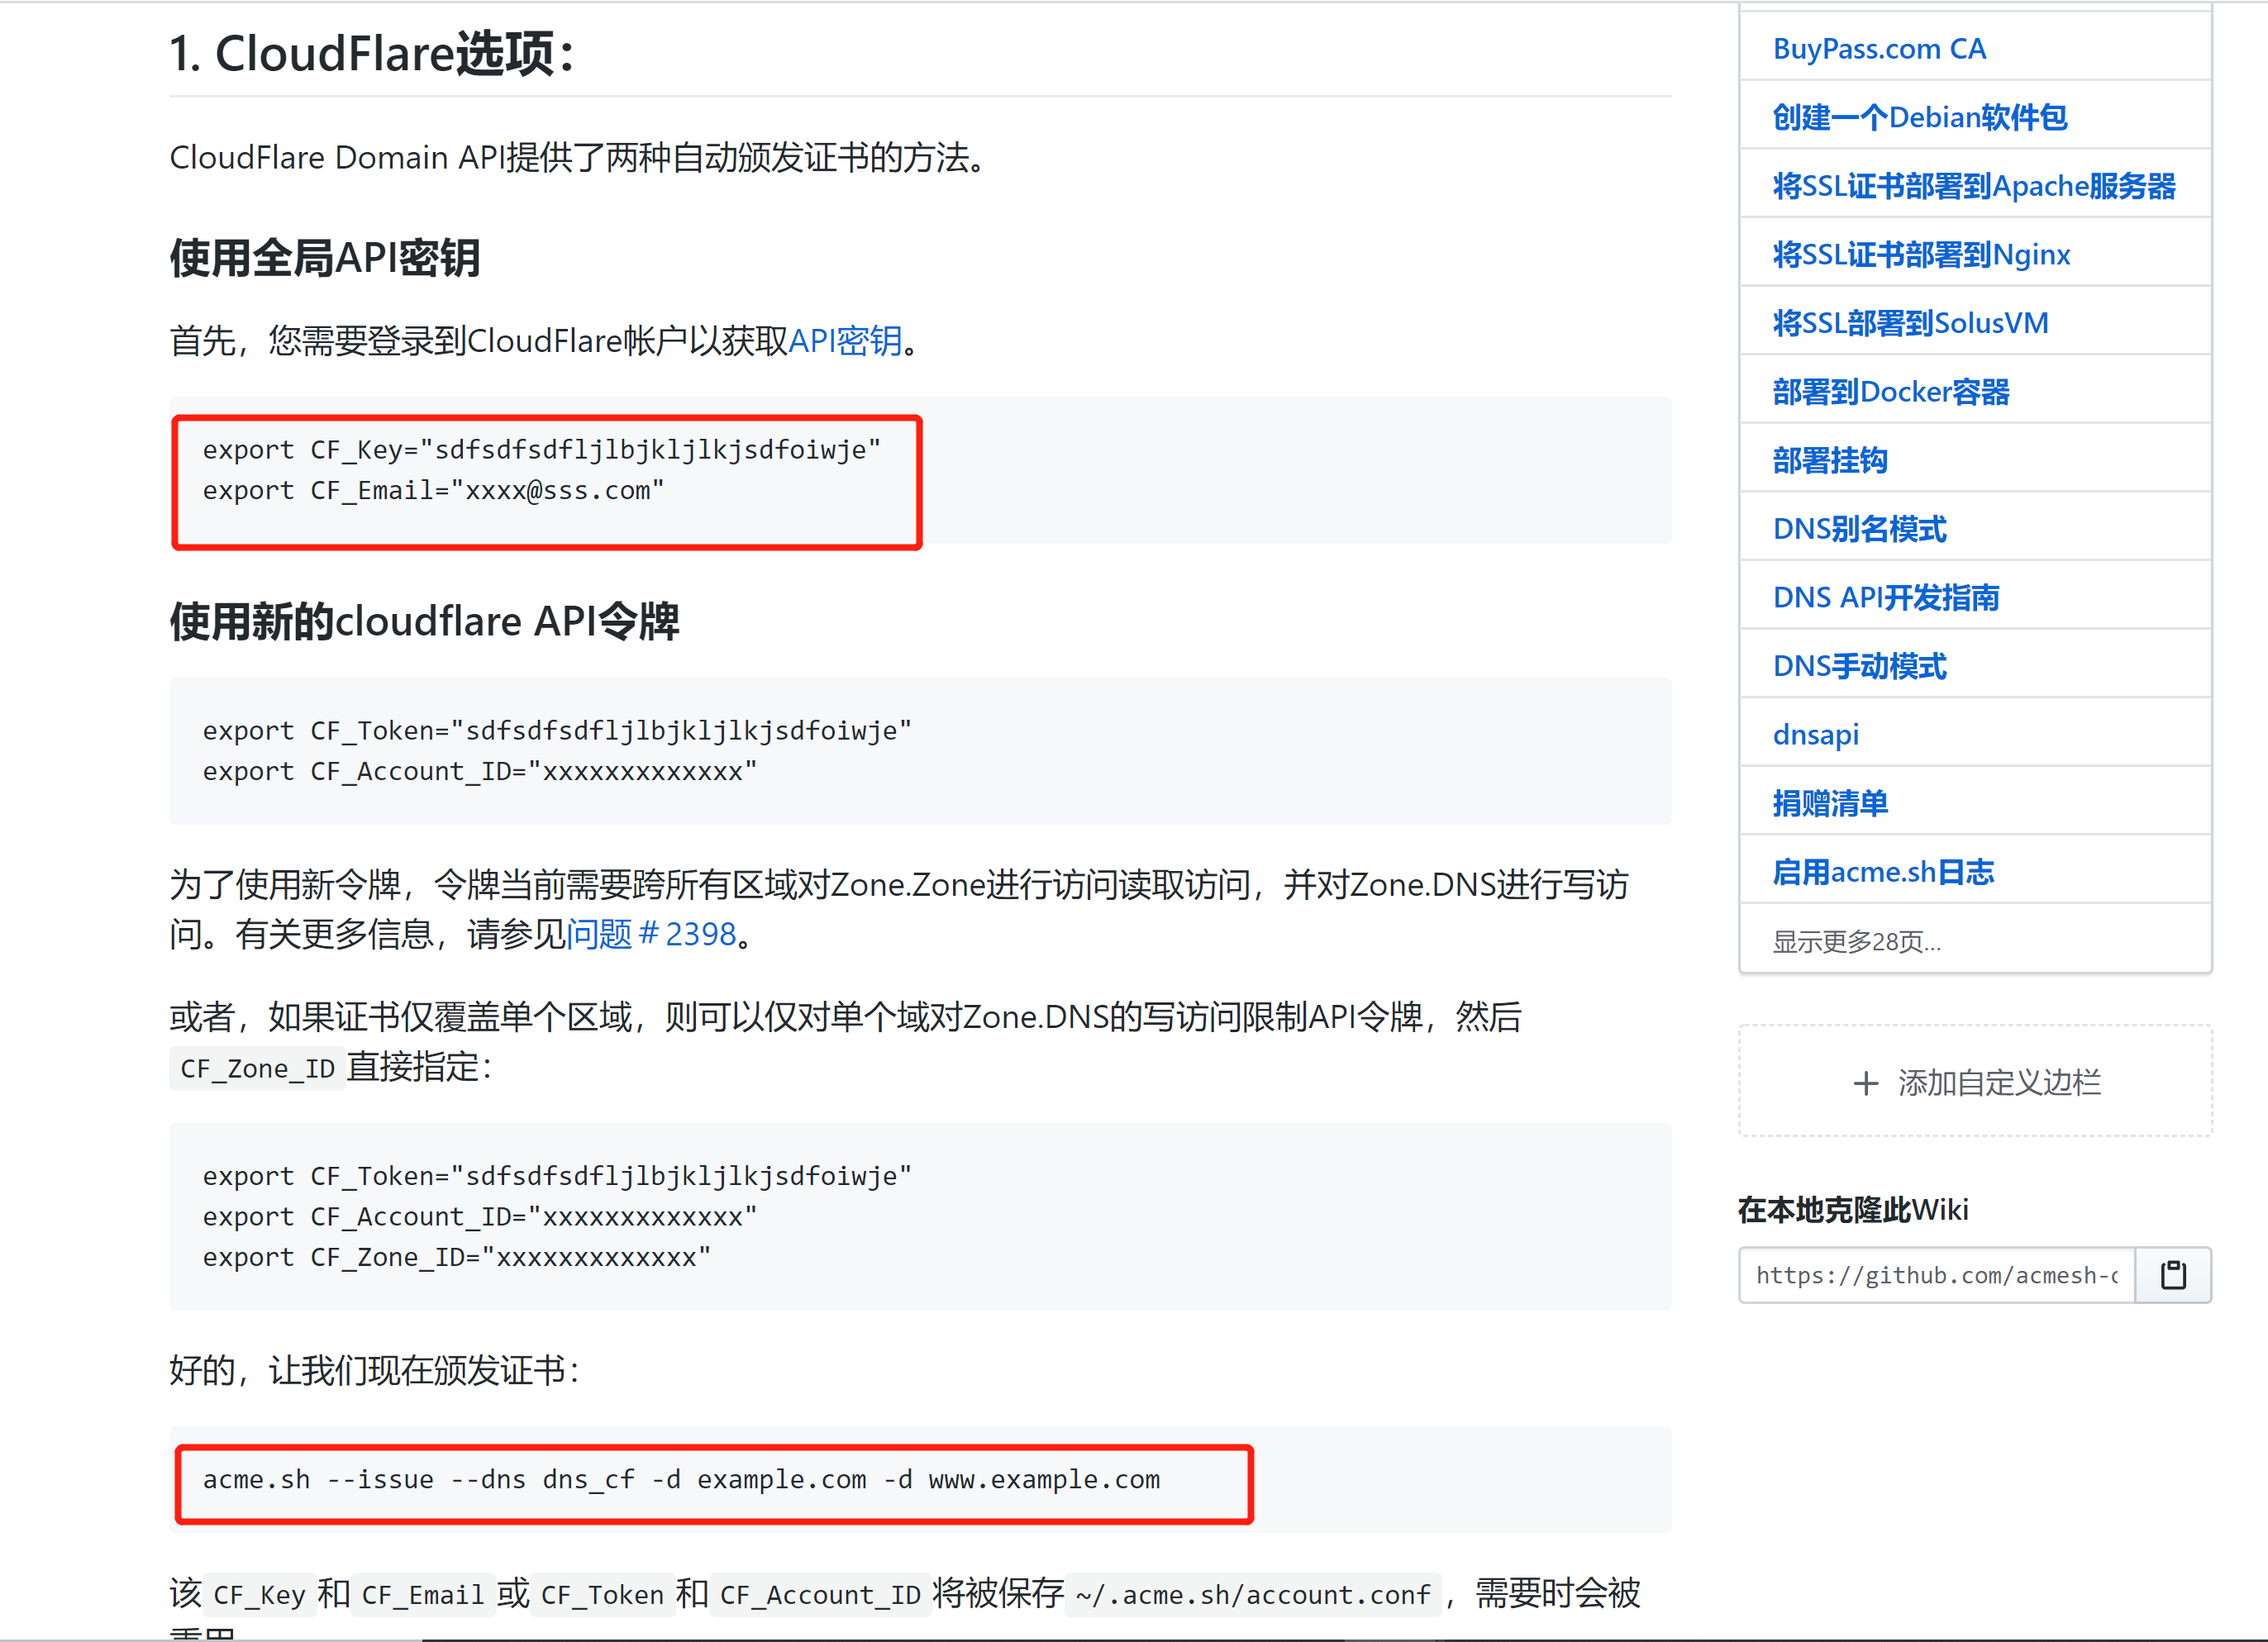 1. CloudFlare选项：
CloudFlare Domain API提供了两种自动颁发证书的方法。
使用全局API密钥
首先，您需要登录到CloudFlare帐户以获取API密钥。
export CF_Key="sdfsdfsdfljlbjkljlkjsdfoiwje"
export CF_Email="xxxx@sss.com"
使用新的cloudflare API令牌
export CF_Token="sdfsdfsdfljlbjkljlkjsdfoiwje"
export CF_Account_ID="xxxxxxxxxxxxx"
为了使用新令牌，令牌当前需要跨所有区域对Zone.Zone进行访问读取访问，并对Zone.DNS进行写访
问。有关更多信息，请参见问题＃2398。
或者，如果证书仅覆盖单个区域，则可以仅对单个域对Zone.DNS的写访问限制API令牌，然后
CF_Zone_ID直接指定：
export CF_Token="sdfsdfsdfljlbjkljlkjsdfoiwje"
export CF_Account_ID="xxxxxxxxxxxxx"
export CF_Zone_ID="xxxxxxxxxxxxx"
好的，让我们现在颁发证书：
acme.sh --issue --dns dns_cf -d example.com -d www.example.com
该 CF_Key 和 CF_Email 或 CF_Token 和 CF_Account_ID 将被保存 ~/.acme.sh/account.conf ，需要时会被
重用
BuyPass.com CA
创建一个Debian软件包
将SSL证书部署到Apache服务器
将SSL证书部署到Nginx
将SSL部署到SolusVM
部署到Docker容器
部署挂钩
DNS别名模式
DNS API开发指南
DNS手动模式
dnsapi
捐赠清单
启用acme.sh日志
显示更多28页...
＋ 添加自定义边栏
在本地克隆此Wiki
https://github.com/acmesh-c